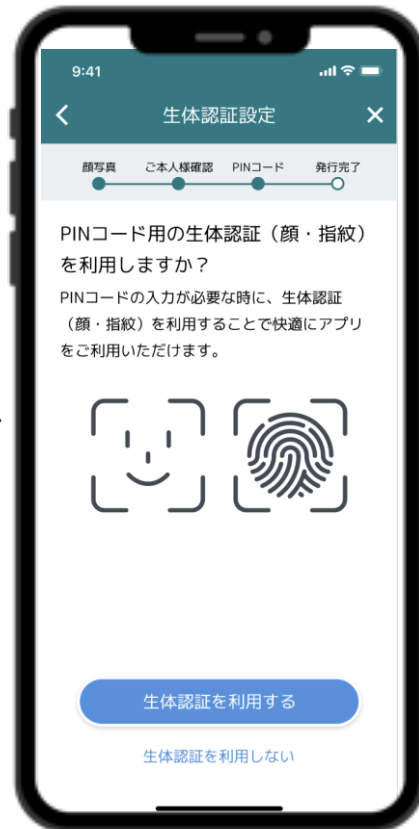 9:41
生体認証設定
顔写真 ご本人様確認 PINコード 発行完了
PINコード用の生体認証（顔・指紋）
を利用しますか？
PINコードの入力が必要な時に、生体認証
（顔・指紋）を利用することで快適にアプリ
をご利用いただけます。
生体認証を利用する
生体認証を利用しない